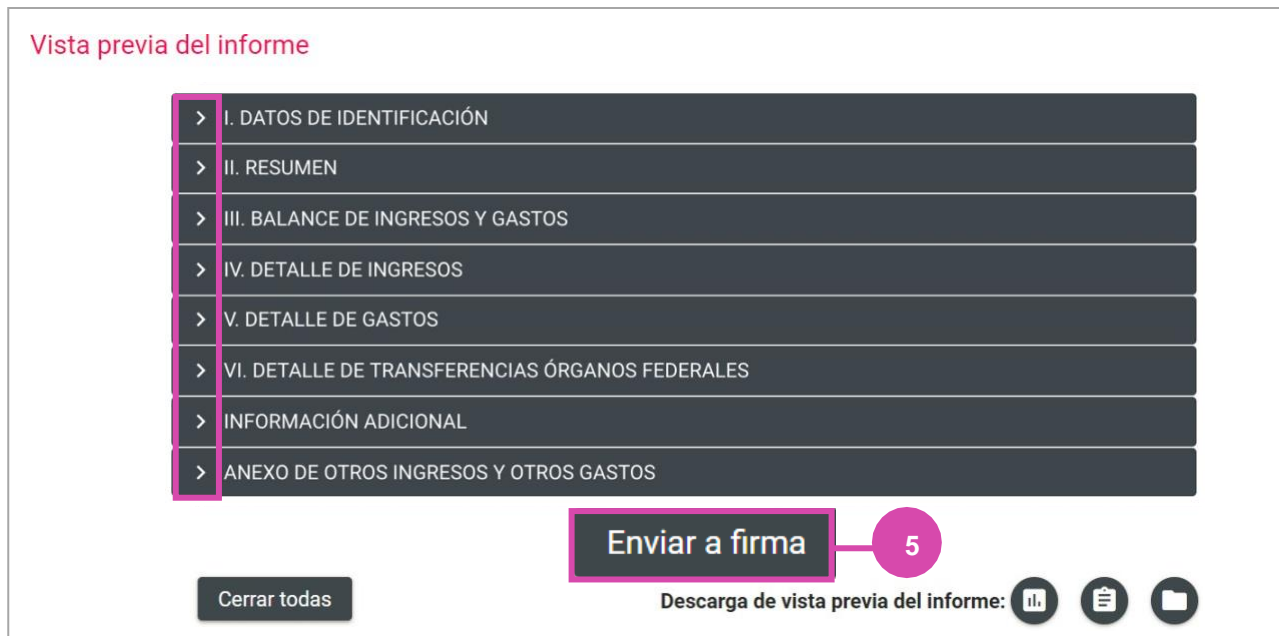 Vista previa del informe
I. DATOS DE IDENTIFICACIÓN
II. RESUMEN
III. BALANCE DE INGRESOS Y GASTOS
IV. DETALLE DE INGRESOS
V. DETALLE DE GASTOS
VI. DETALLE DE TRANSFERENCIAS ÓRGANOS FEDERALES
INFORMACIÓN ADICIONAL
ANEXO DE OTROS INGRESOS Y OTROS GASTOS
Enviar a firma 5
Cerrar todas Descarga de vista previa del informe: